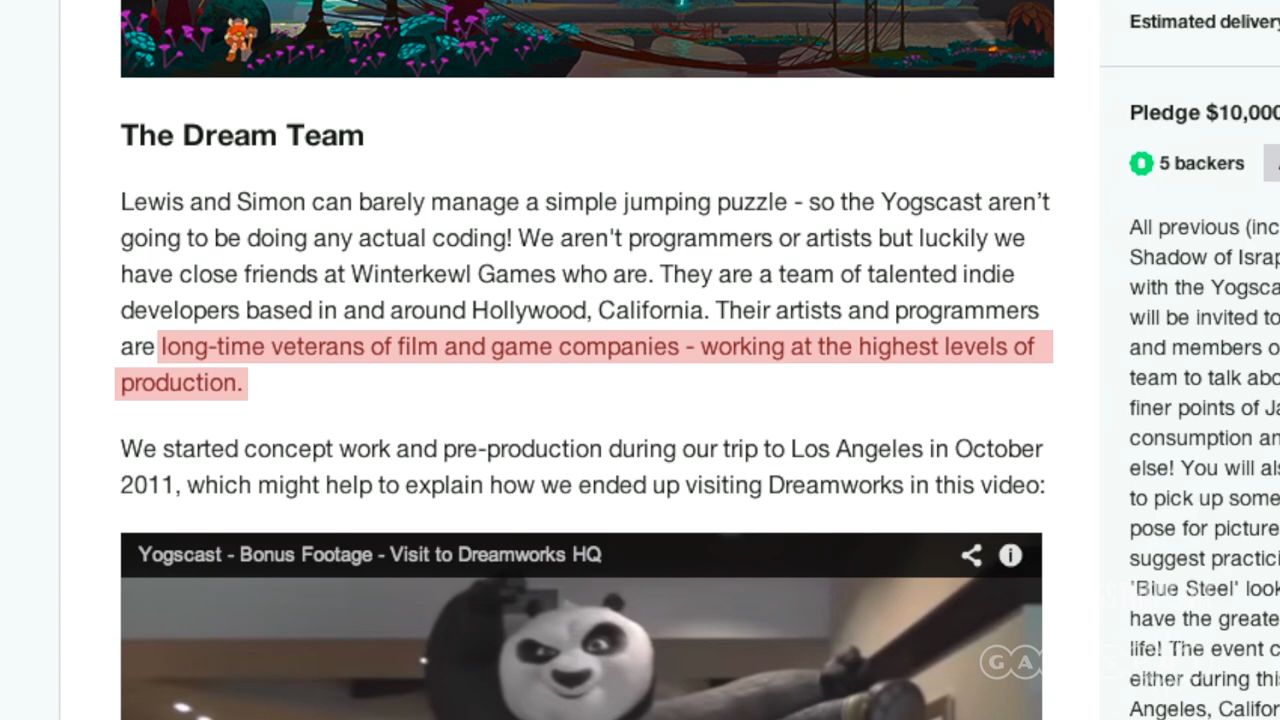 The Dream Team
Lewis and Simon can barely manage a simple jumping puzzle - so the Yogscast aren’t
going to be doing any actual coding! We aren't programmers or artists but luckily we
have close friends at Winterkewl Games who are. They are a team of talented indie
developers based in and around Hollywood, California. Their artists and programmers
are long-time veterans of film and game companies - working at the highest levels of
production.
We started concept work and pre-production during our trip to Los Angeles in October
2011, which might help to explain how we ended up visiting Dreamworks in this video:
Yogscast - Bonus Footage - Visit to Dreamworks HQ
Estimated delivery
Pledge $10,000
5 backers
All previous (inc
Shadow of Israp
with the Yogsca
will be invited to
and members o
team to talk abo
finer points of Ja
consumption an
else! You will als
to pick up some
pose for picture
suggest practici
'Blue Steel' look
have the greate
life! The event c
either during this
Angeles, Califor
GA